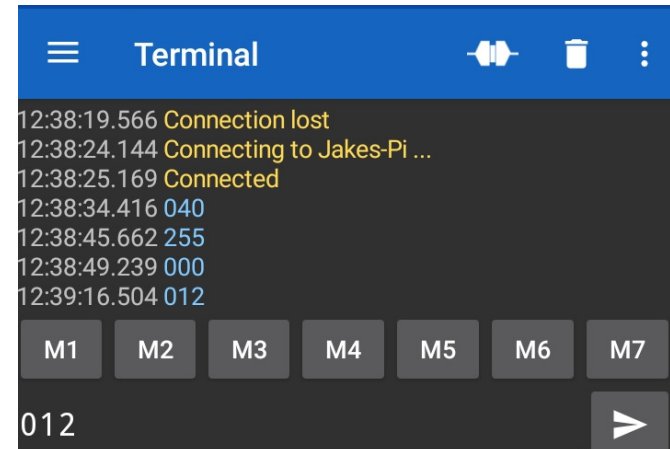 Terminal
12:38:19.566 Connection lost
12:38:24.144 Connecting to Jakes-Pi ...
12:38:25.169 Connected
12:38:34.416 040
12:38:45.662 255
12:38:49.239 000
12:39:16.504 012
M1 M2 M3 M4 M5 M6 M7
012